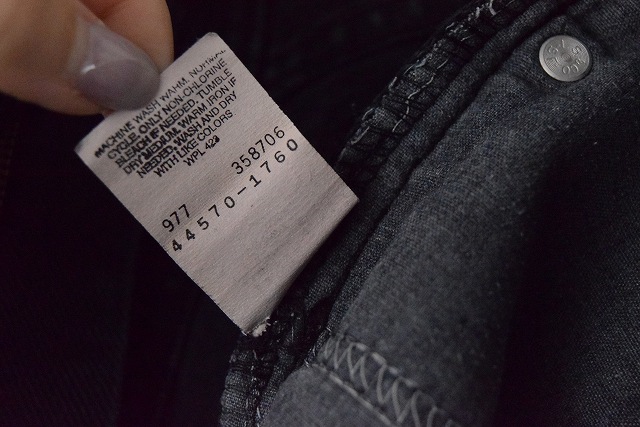 MACHINE WASH WARM, NORMAL
CYCLE, ONLY NON-CHLORINE
BLEACH IF NEEDED, TUMBLE
DRY MEDIUM, WARM IRON IF
NEEDED. WASH AND DRY
WITH LIKE COLORS
WPL 423
977 358706
44570-1760